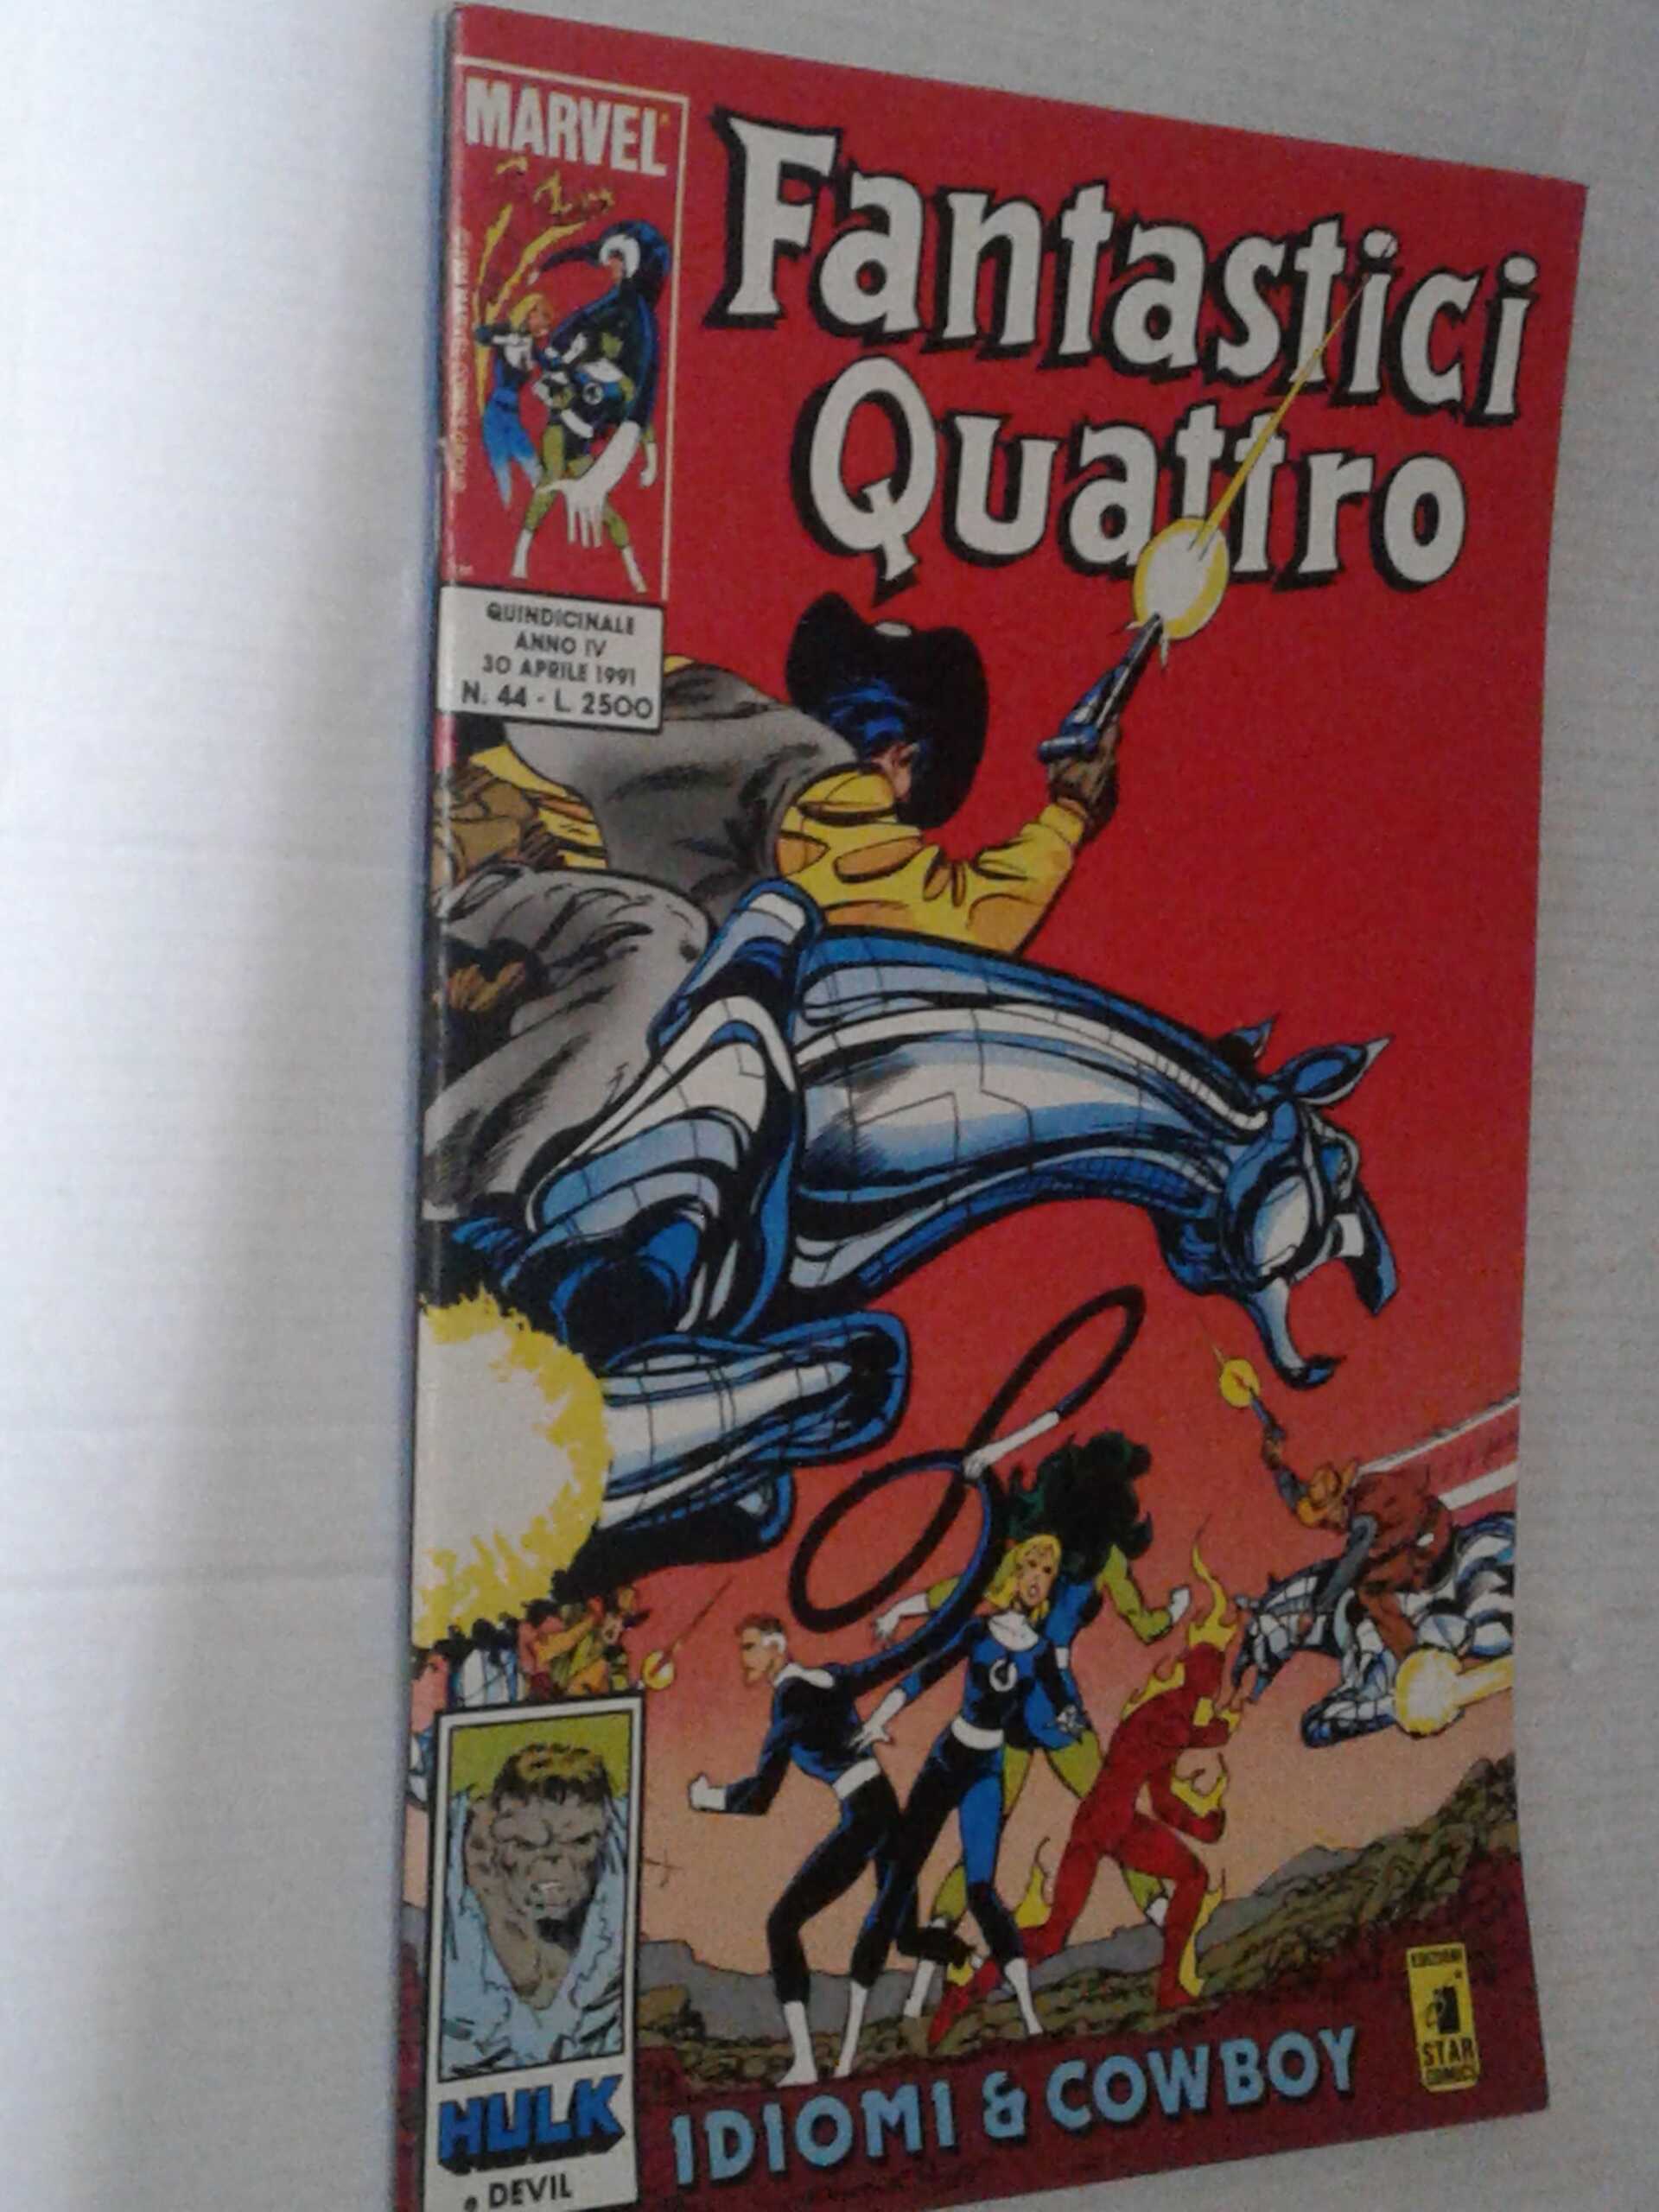 MARVEL
Fantastici
Quattro
QUINDICINALE
ANNO IV
30 APRILE 1991
N. 44 - L. 2500
HULK
e DEVIL
IDIOMI & COWBOY
EDIZIONI
STAR
COMICS